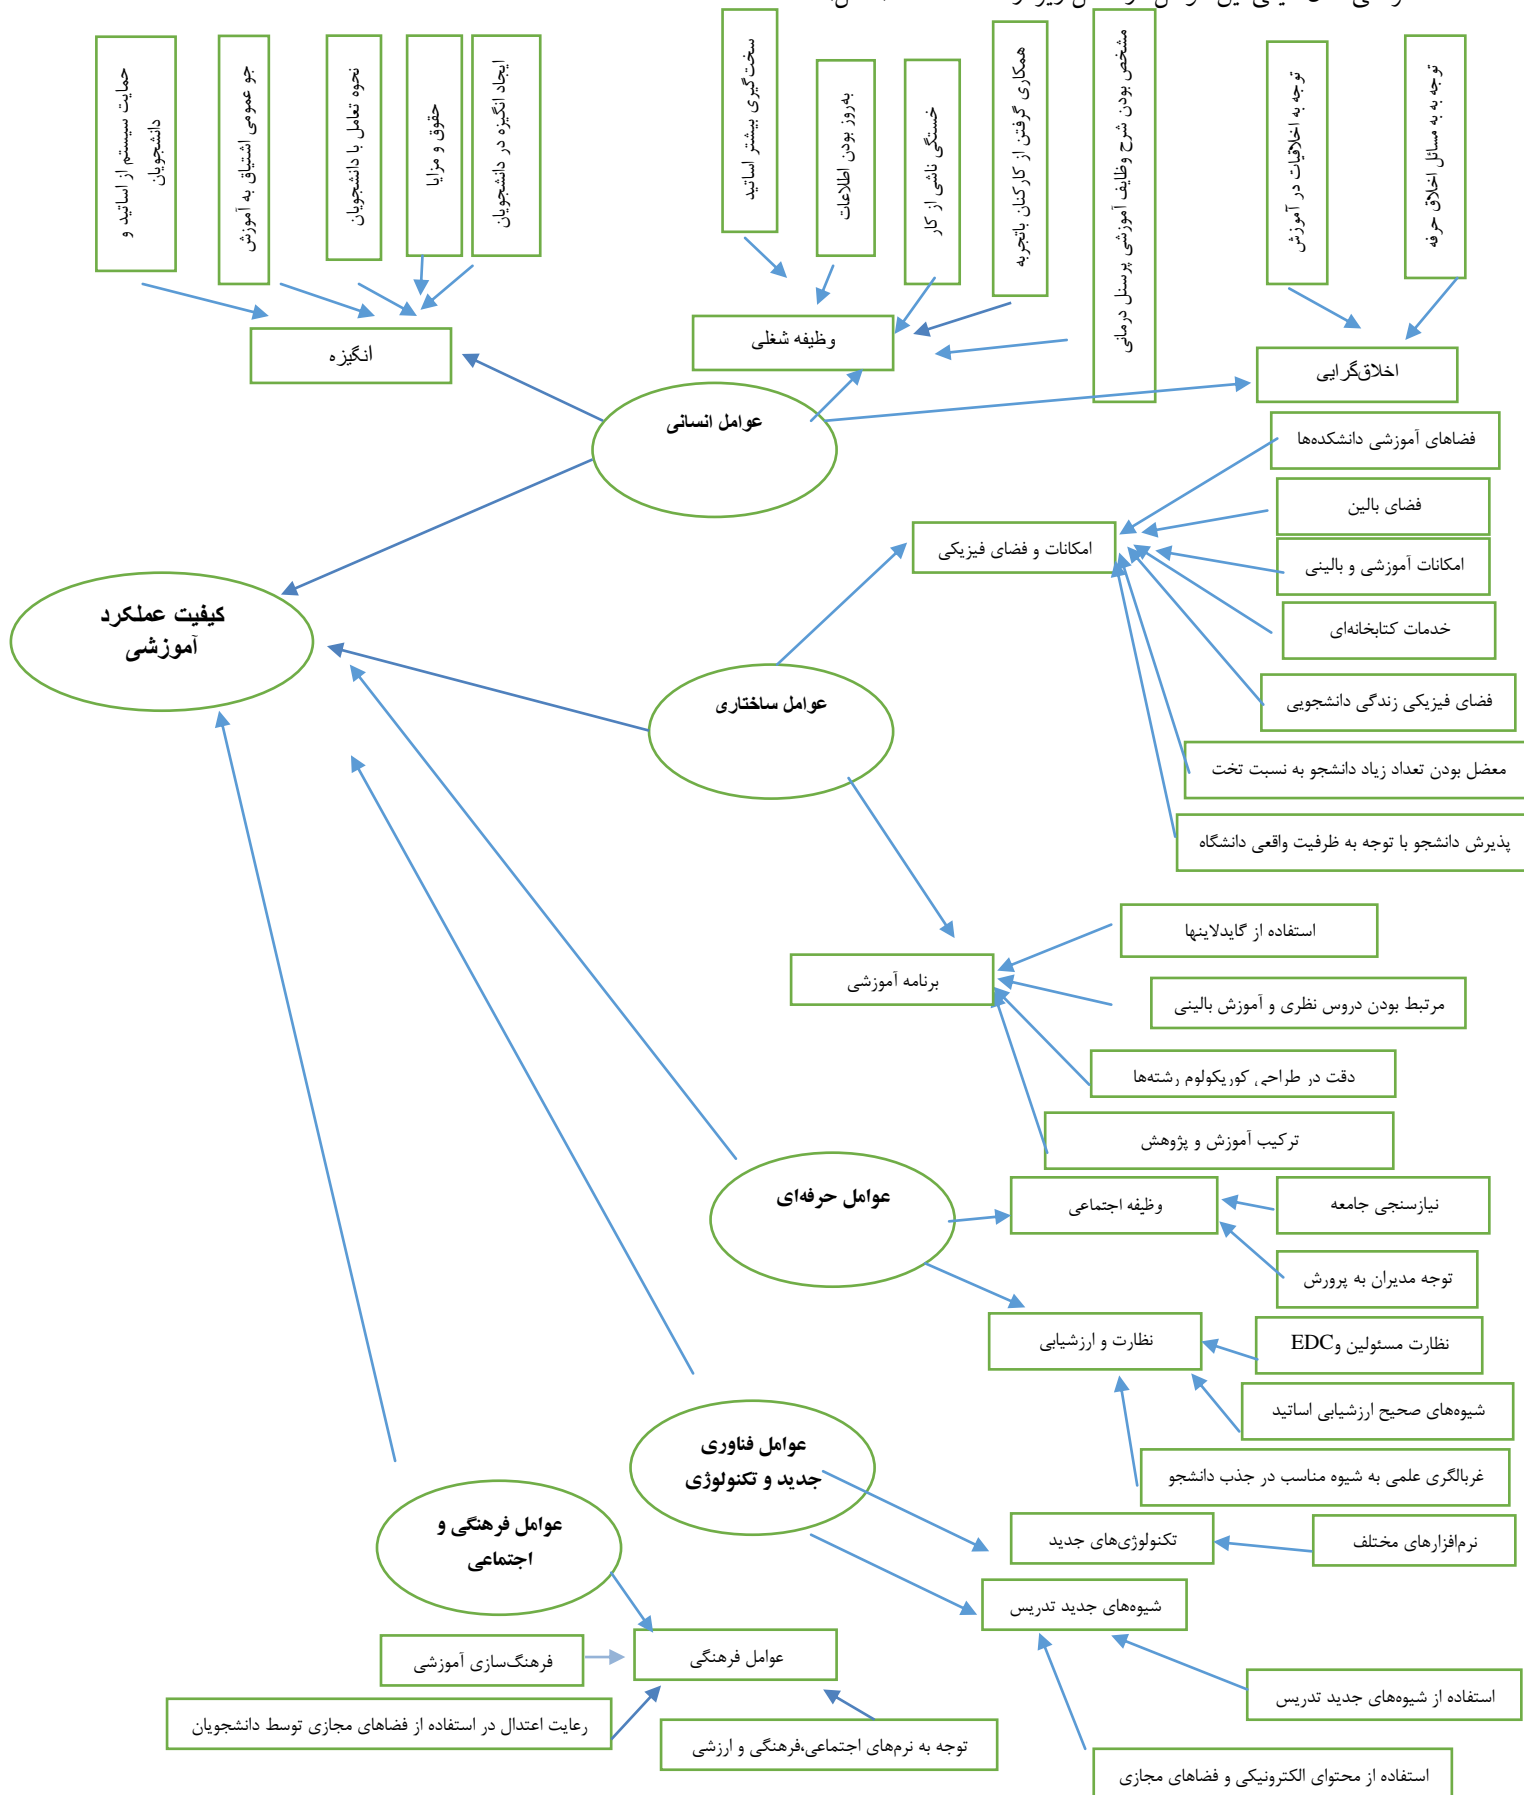 حمایت سیستم از اساتید و
دانشجویان
جو عمومی اشتیاق به آموزش
نحوه تعامل با دانشجویان
حقوق و مزایا
ایجاد انگیزه در دانشجویان
سخت‌گیری بیشتر اساتید
به‌روز بودن اطلاعات
خستگی ناشی از کار
همکاری گرفتن از کارکنان باتجربه
مشخص بودن شرح وظایف آموزشی پرسنل درمانی
توجه به اخلاقیات در آموزش
توجه به به مسائل اخلاق حرفه
انگیزه
وظیفه شغلی
اخلاق‌گرایی
عوامل انسانی
فضاهای آموزشی دانشکده‌ها
فضای بالین
امکانات و فضای فیزیکی
امکانات آموزشی و بالینی
خدمات کتابخانه‌ای
کیفیت عملکرد
آموزشی
عوامل ساختاری
فضای فیزیکی زندگی دانشجویی
معضل بودن تعداد زیاد دانشجو به نسبت تخت
پذیرش دانشجو با توجه به ظرفیت واقعی دانشگاه
استفاده از گایدلاینها
برنامه آموزشی
مرتبط بودن دروس نظری و آموزش بالینی
دقت در طراحی کوریکولوم رشته‌ها
ترکیب آموزش و پژوهش
عوامل حرفه‌ای
وظیفه اجتماعی
نیازسنجی جامعه
توجه مدیران به پرورش
نظارت و ارزشیابی
نظارت مسئولین وEDC
شیوه‌های صحیح ارزشیابی اساتید
غربالگری علمی به شیوه مناسب در جذب دانشجو
عوامل فناوری
جدید و تکنولوژی
تکنولوژی‌های جدید
نرم‌افزارهای مختلف
عوامل فرهنگی و
اجتماعی
شیوه‌های جدید تدریس
عوامل فرهنگی
فرهنگ‌سازی آموزشی
استفاده از شیوه‌های جدید تدریس
رعایت اعتدال در استفاده از فضاهای مجازی توسط دانشجویان
توجه به نرم‌های اجتماعی،فرهنگی و ارزشی
استفاده از محتوای الکترونیکی و فضاهای مجازی